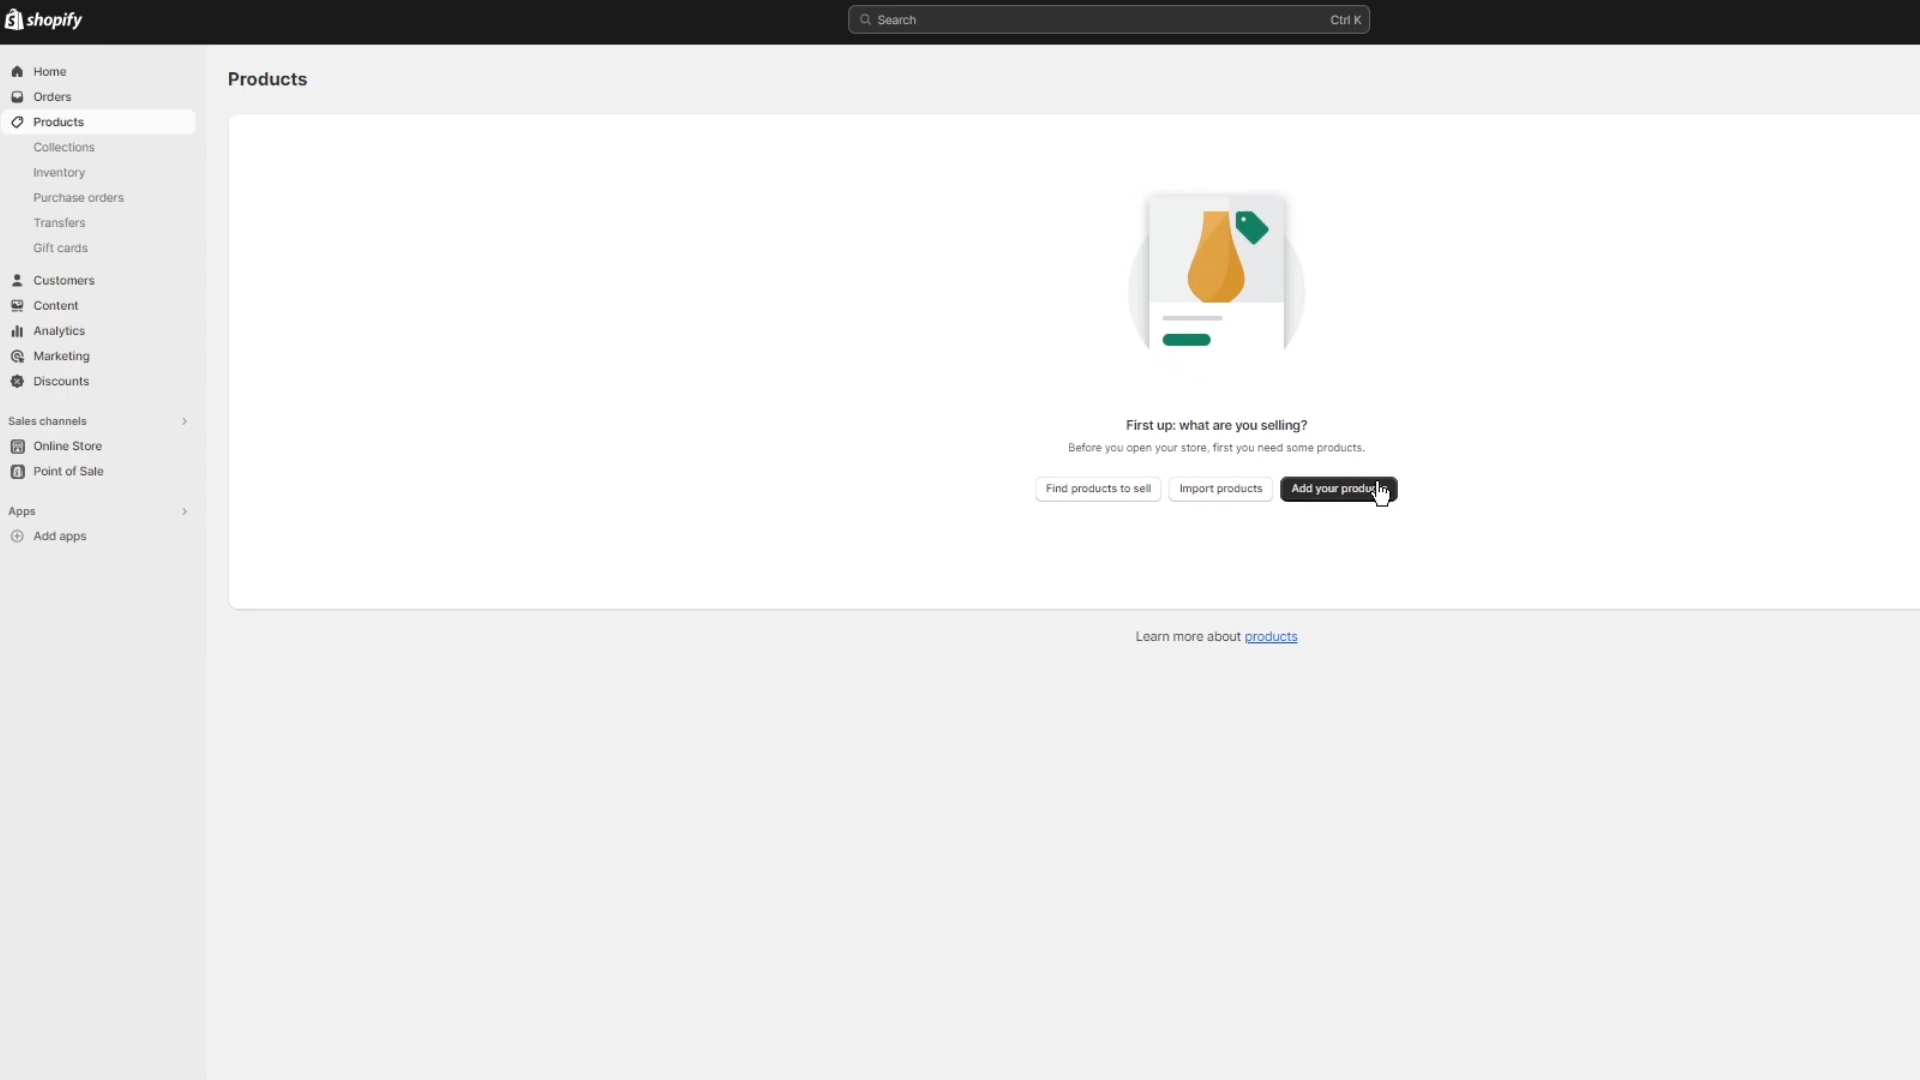 shopify
Search
Ctrl K
Home
Orders
Products
Collections
Inventory
Purchase orders
Transfers
Gift cards
Customers
Content
Analytics
Marketing
Discounts
Sales channels
Online Store
Point of Sale
Apps
Add apps
Products
First up: what are you selling?
Before you open your store, first you need some products.
Find products to sell
Import products
Add your
Learn more about products